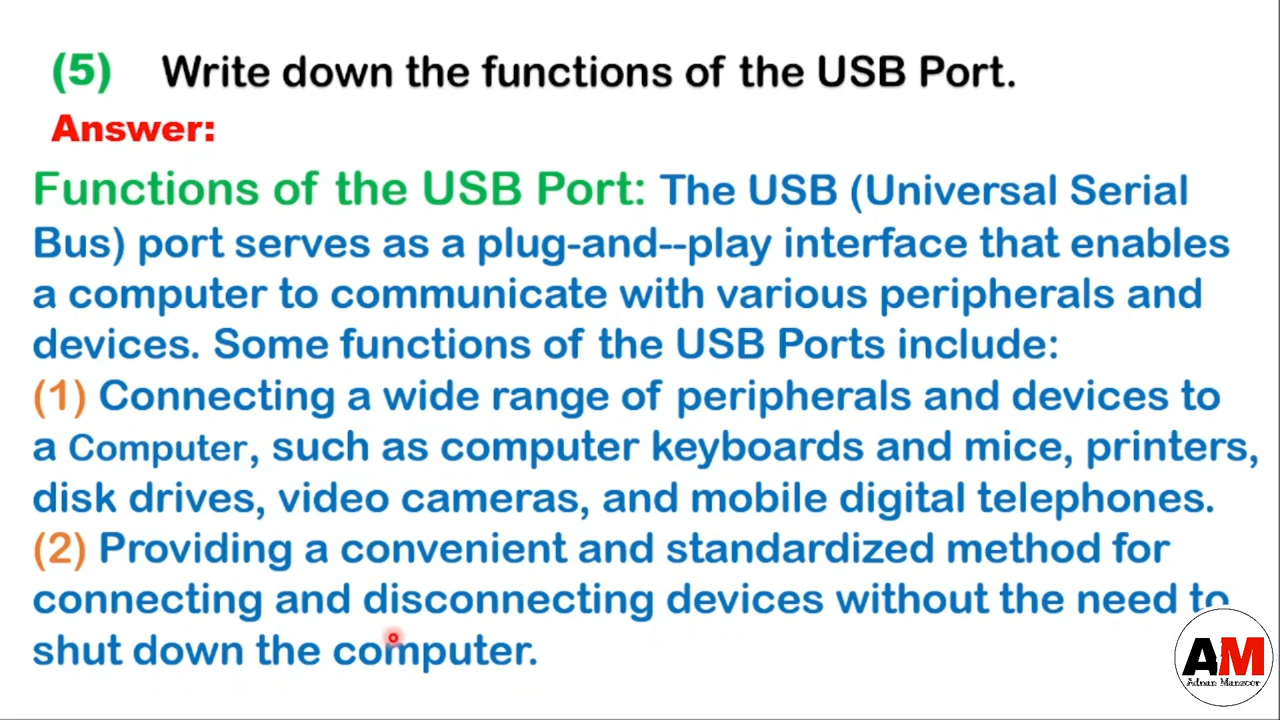 (5) Write down the functions of the USB Port.
Answer:
Functions of the USB Port: The USB (Universal Serial
Bus) port serves as a plug-and--play interface that enables
a computer to communicate with various peripherals and
devices. Some functions of the USB Ports include:
(1) Connecting a wide range of peripherals and devices to
a Computer, such as computer keyboards and mice, printers,
disk drives, video cameras, and mobile digital telephones.
(2) Providing a convenient and standardized method for
connecting and disconnecting devices without the need to
shut down the computer.
AM
Adnan Manzoor